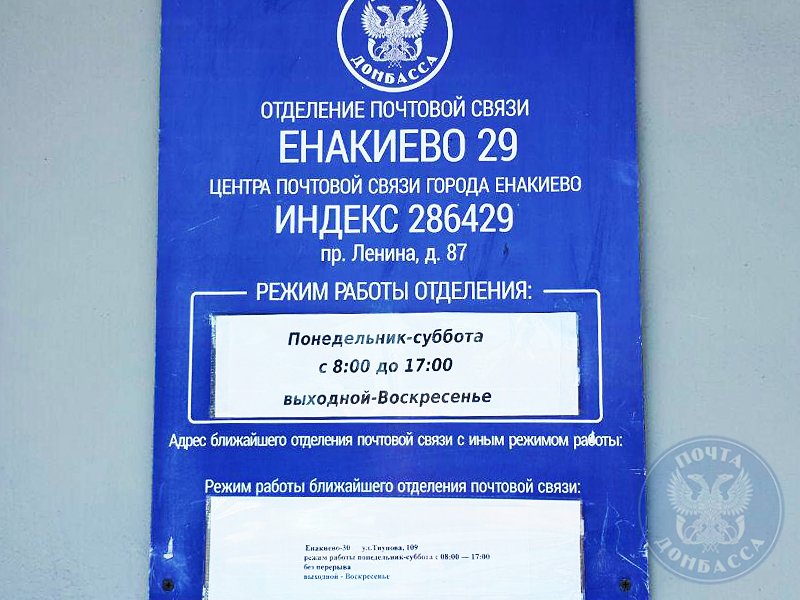 ДОНБАССА
ОТДЕЛЕНИЕ ПОЧТОВОЙ СВЯЗИ
ЕНАКИЕВО 29
ЦЕНТРА ПОЧТОВОЙ СВЯЗИ ГОРОДА ЕНАКИЕВО
ИНДЕКС 286429
пр. Ленина, д. 87
РЕЖИМ РАБОТЫ ОТДЕЛЕНИЯ:
Понедельник-суббота
с 8:00 до 17:00
выходной-Воскресенье
Адрес ближайшего отделения почтовой связи с иным режимом работы:
Режим работы ближайшего отделения почтовой связи:
Енакиево-30 ул.Тиунова, 109
режим работы понедельник-суббота с 08:00 — 17:00
без перерыва
выходной - Воскресенье
ПОЧТА
ДОНБАССА